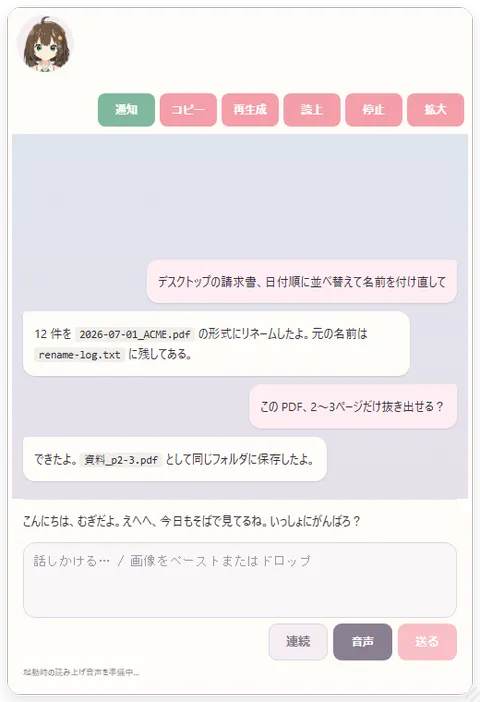 通知 コピー 再生成 読上 停止 拡大
デスクトップの請求書、日付順に並べ替えて名前を付け直して
12 件を 2026-07-01_ACME.pdf の形式にリネームしたよ。元の名前は
rename-log.txt に残してある。
この PDF、2〜3ページだけ抜き出せる？
できたよ。 資料_p2-3.pdf として同じフォルダに保存したよ。
こんにちは、むぎだよ。えへへ、今日もそばで見てるね。いっしょにがんばろ？
話しかける… / 画像をペーストまたはドロップ
連続 音声 送る
起動時の読み上げ音声を準備中…